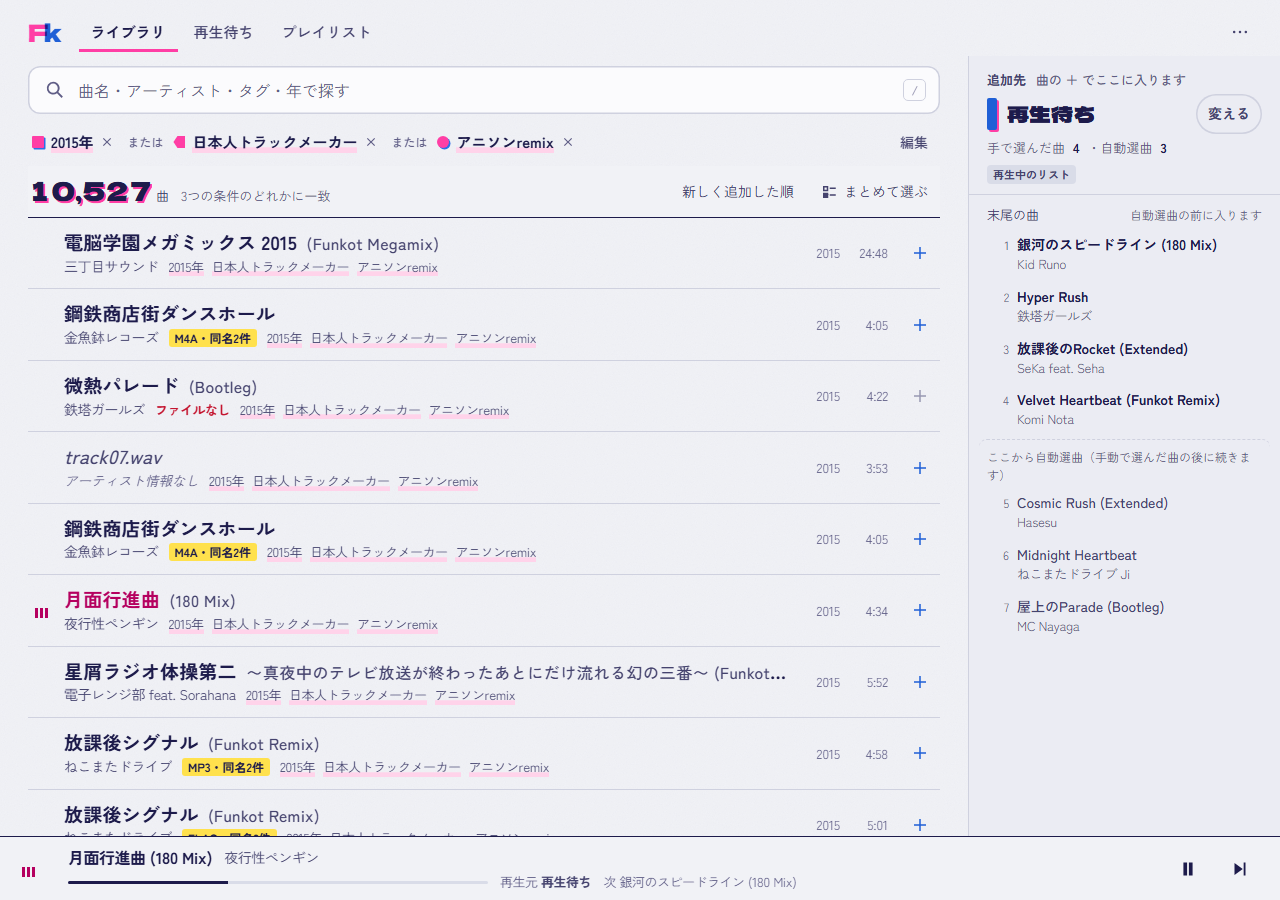 Fk ライブラリ 再生待ち プレイリスト …
曲名・アーティスト・タグ・年で探す /
2015年 × または 日本人トラックメーカー × または アニソンremix × 編集
10,527 曲 3つの条件のどれかに一致 新しく追加した順 まとめて選ぶ
電脳学園メガミックス 2015 (Funkot Megamix)
三丁目サウンド 2015年 日本人トラックメーカー アニソンremix
2015 24:48 +
鋼鉄商店街ダンスホール
金魚鉢レコーズ M4A・同名2件 2015年 日本人トラックメーカー アニソンremix
2015 4:05 +
微熱パレード (Bootleg)
鉄塔ガールズ ファイルなし 2015年 日本人トラックメーカー アニソンremix
2015 4:22 +
track07.wav
アーティスト情報なし 2015年 日本人トラックメーカー アニソンremix
2015 3:53 +
鋼鉄商店街ダンスホール
金魚鉢レコーズ M4A・同名2件 2015年 日本人トラックメーカー アニソンremix
2015 4:05 +
月面行進曲 (180 Mix)
夜行性ペンギン 2015年 日本人トラックメーカー アニソンremix
2015 4:34 +
星屑ラジオ体操第二 〜真夜中のテレビ放送が終わったあとにだけ流れる幻の三番〜 (Funkot…
電子レンジ部 feat. Sorahana 2015年 日本人トラックメーカー アニソンremix
2015 5:52 +
放課後シグナル (Funkot Remix)
ねこまたドライブ MP3・同名2件 2015年 日本人トラックメーカー アニソンremix
2015 4:58 +
放課後シグナル (Funkot Remix)
2015 5:01 +
追加先 曲の + でここに入ります
再生待ち 変える
手で選んだ曲 4 ・自動選曲 3
再生中のリスト
末尾の曲 自動選曲の前に入ります
1 銀河のスピードライン (180 Mix)
Kid Runo
2 Hyper Rush
鉄塔ガールズ
3 放課後のRocket (Extended)
SeKa feat. Seha
4 Velvet Heartbeat (Funkot Remix)
Komi Nota
ここから自動選曲（手動で選んだ曲の後に続きま
す）
5 Cosmic Rush (Extended)
Hasesu
6 Midnight Heartbeat
ねこまたドライブ Ji
7 屋上のParade (Bootleg)
MC Nayaga
月面行進曲 (180 Mix) 夜行性ペンギン
再生元 再生待ち 次 銀河のスピードライン (180 Mix)